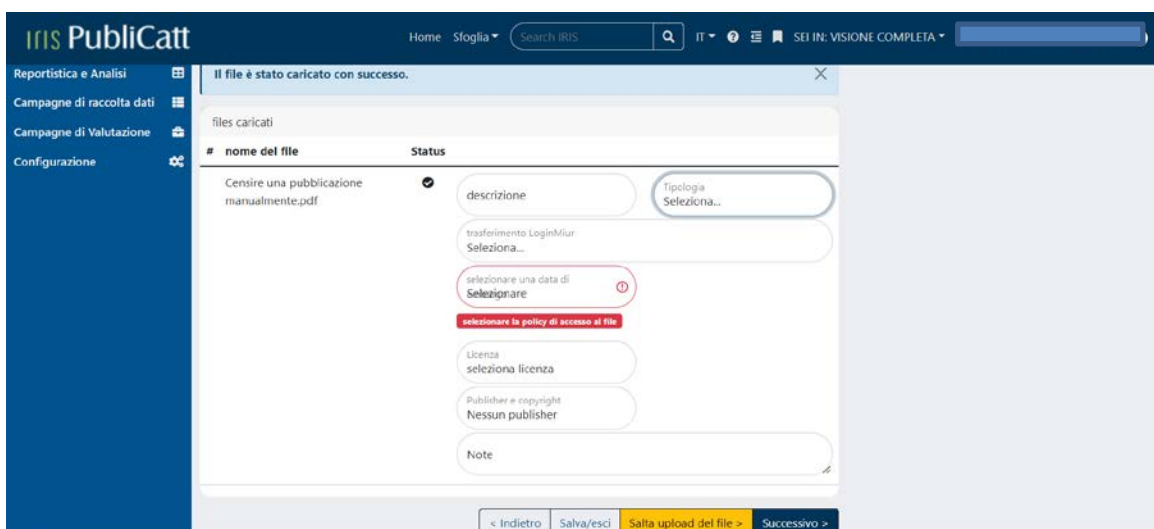 IRIS PubliCatt
Home Sfoglia Search IRIS IT SEI IN: VISIONE COMPLETA
Reportistica e Analisi
Campagne di raccolta dati
Campagne di Valutazione
Configurazione
Il file è stato caricato con successo.
files caricati
# nome del file Status
Censire una pubblicazione
manualmente.pdf
descrizione
Tipologia
Seleziona...
trasferimento LoginMiur
Seleziona...
selezionare una data di
Selezionare
selezionare la policy di accesso al file
Licenza
seleziona licenza
Publisher e copyright
Nessun publisher
Note
< Indietro Salva/esci Salta upload del file > Successivo >